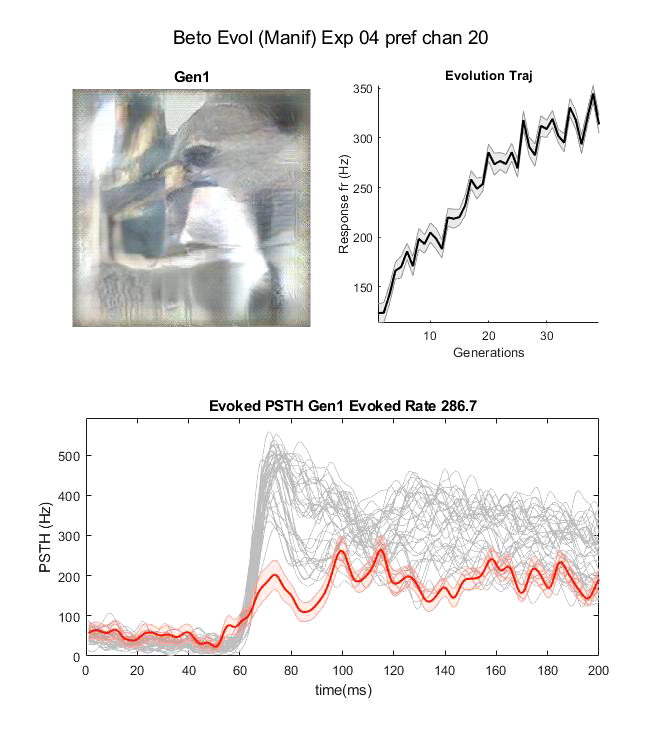 Beto Evol (Manif) Exp 04 pref chan 20
Gen1
Evolution Traj
350
300
250
200
150
Response fr (Hz)
10 20 30
Generations
Evoked PSTH Gen1 Evoked Rate 286.7
500
400
300
200
100
0
PSTH (Hz)
0 20 40 60 80 100 120 140 160 180 200
time(ms)